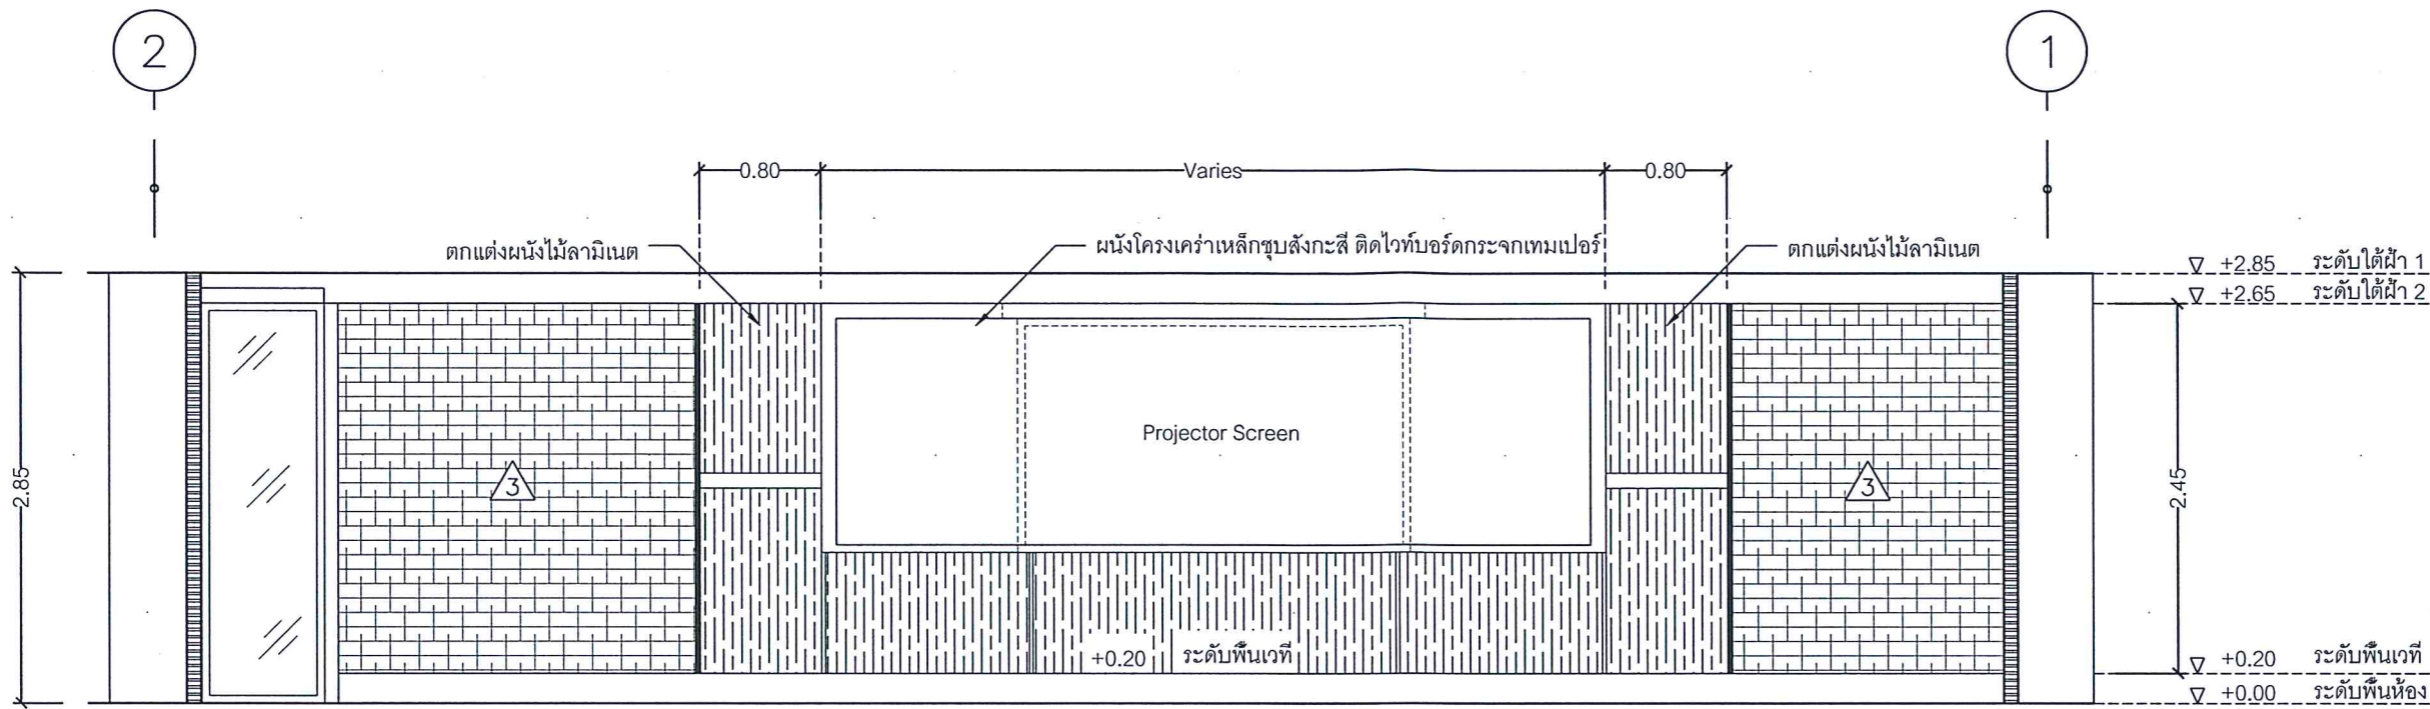 2
1
0.80
Varies
0.80
ตกแต่งผนังไม้ลามิเนต
ผนังโครงเคร่าเหล็กชุบสังกะสี ติดไวท์บอร์ดกระจกเทมเปอร์
ตกแต่งผนังไม้ลามิเนต
+2.85 ระดับใต้ฝ้า 1
+2.65 ระดับใต้ฝ้า 2
Projector Screen
2.85
3
3
2.45
+0.20 ระดับพื้นเวที
+0.20 ระดับพื้นเวที
+0.00 ระดับพื้นห้อง